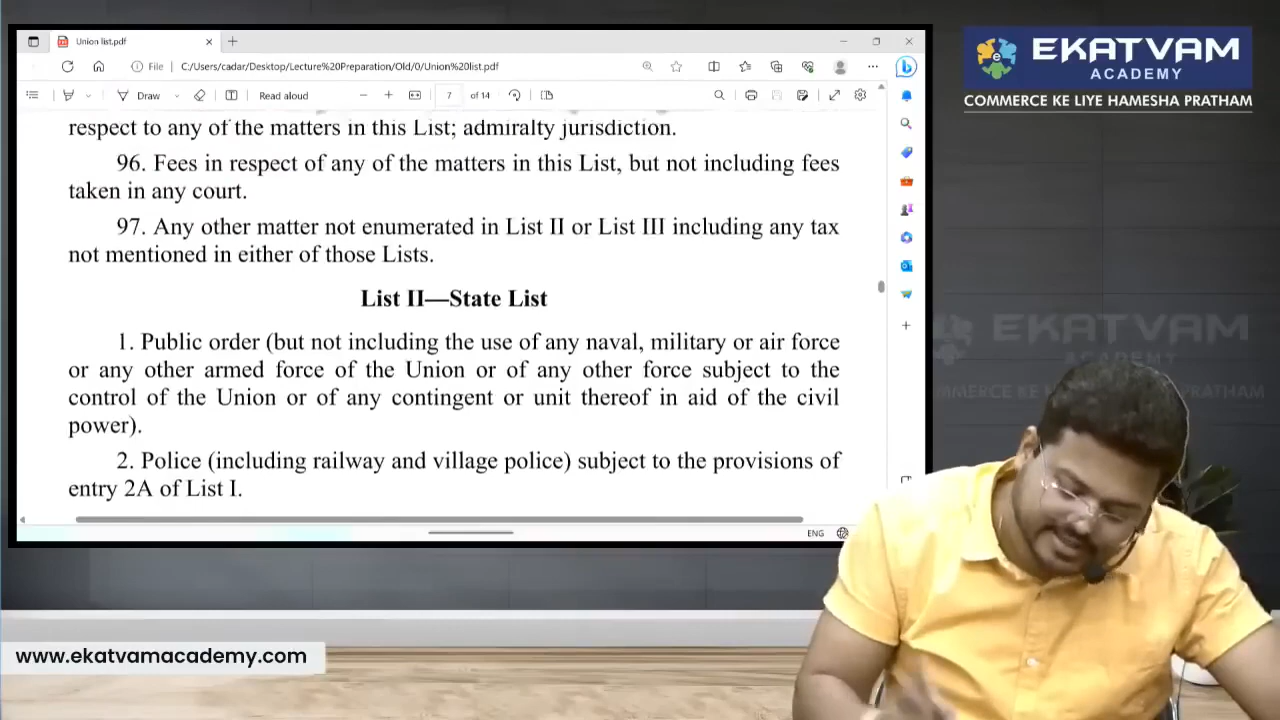 Union list.pdf
File C:/Users/cadar/Desktop/Lecture%20Preparation/Old/0/Union%20list.pdf
Draw Read aloud 7 of 14
respect to any of the matters in this List; admiralty jurisdiction.
96. Fees in respect of any of the matters in this List, but not including fees
taken in any court.
97. Any other matter not enumerated in List II or List III including any tax
not mentioned in either of those Lists.
List II—State List
1. Public order (but not including the use of any naval, military or air force
or any other armed force of the Union or of any other force subject to the
control of the Union or of any contingent or unit thereof in aid of the civil
power).
2. Police (including railway and village police) subject to the provisions of
entry 2A of List I.
ENG
EKATVAM
ACADEMY
COMMERCE KE LIYE HAMESHA PRATHAM
EKATVAM
ACADEMY
www.ekatvamacademy.com